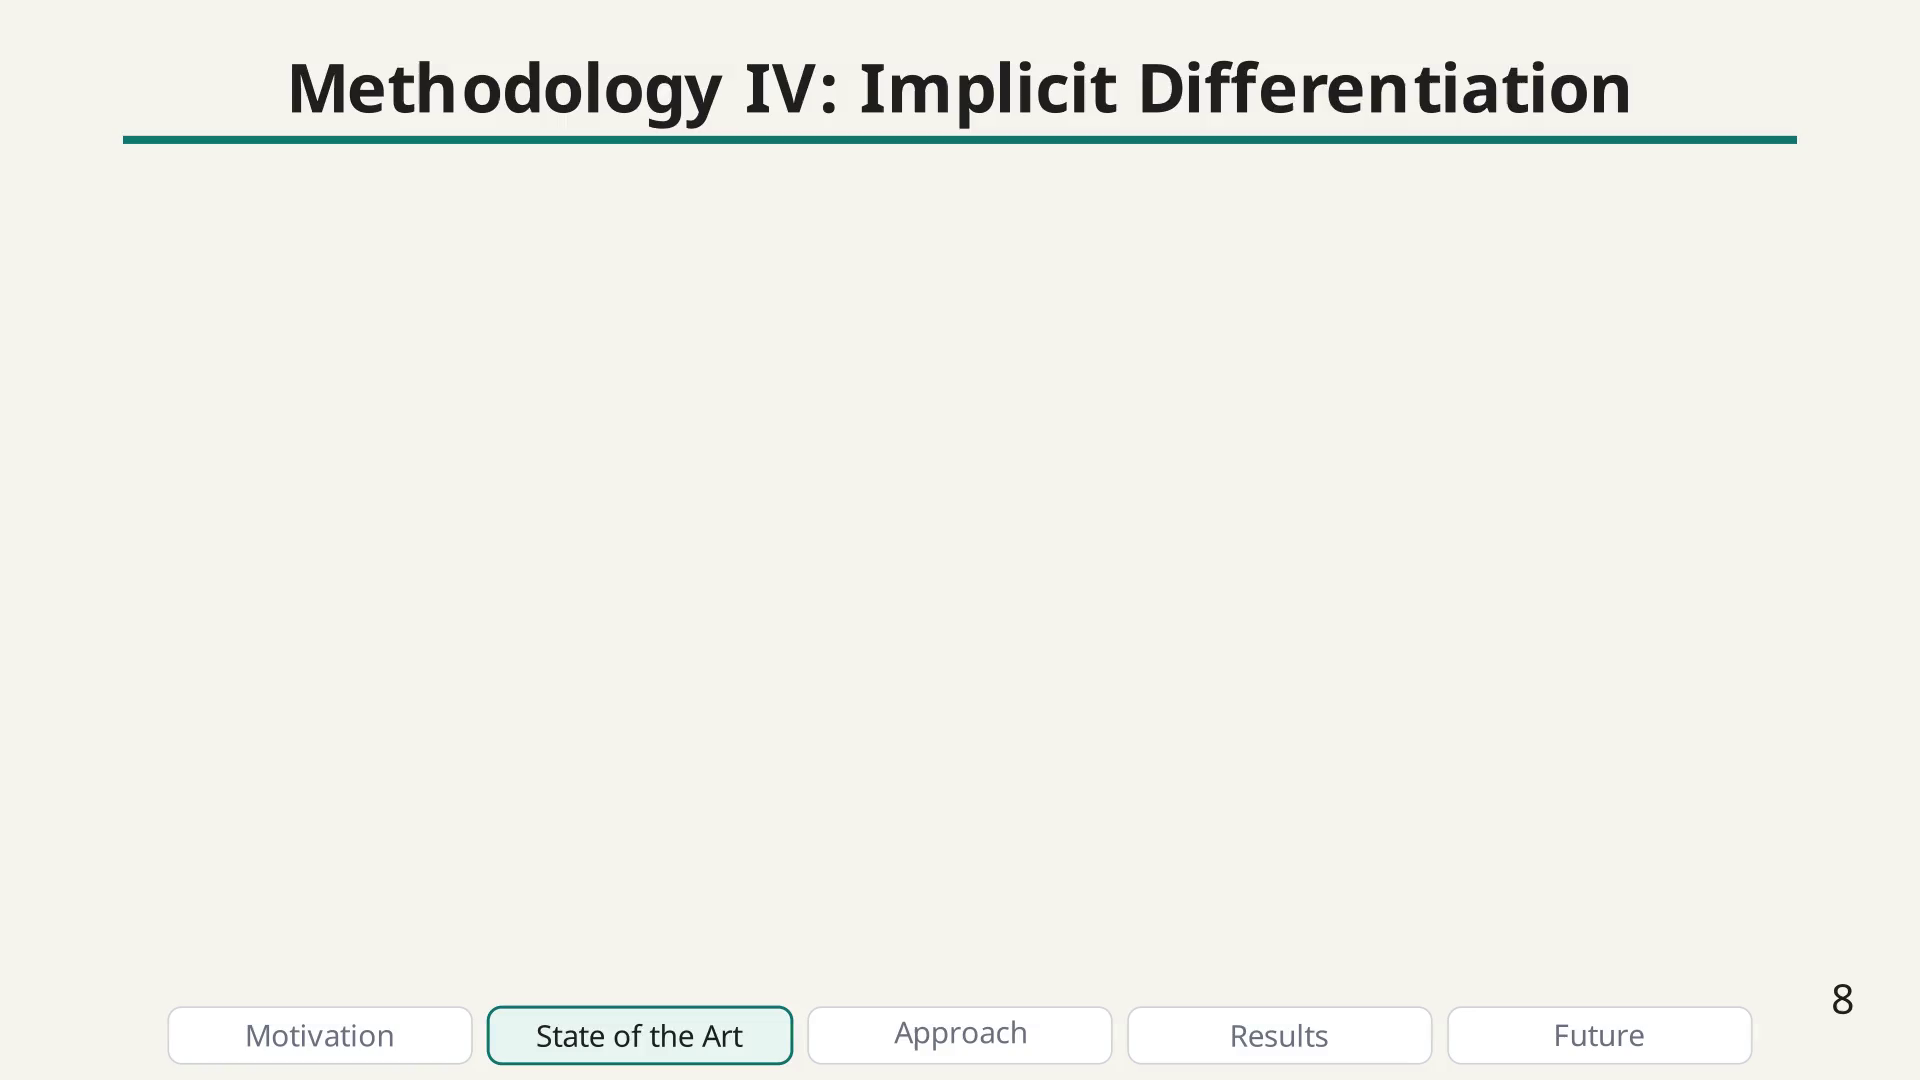 Methodology IV: Implicit Differentiation
8
Motivation
State of the Art
Approach
Results
Future